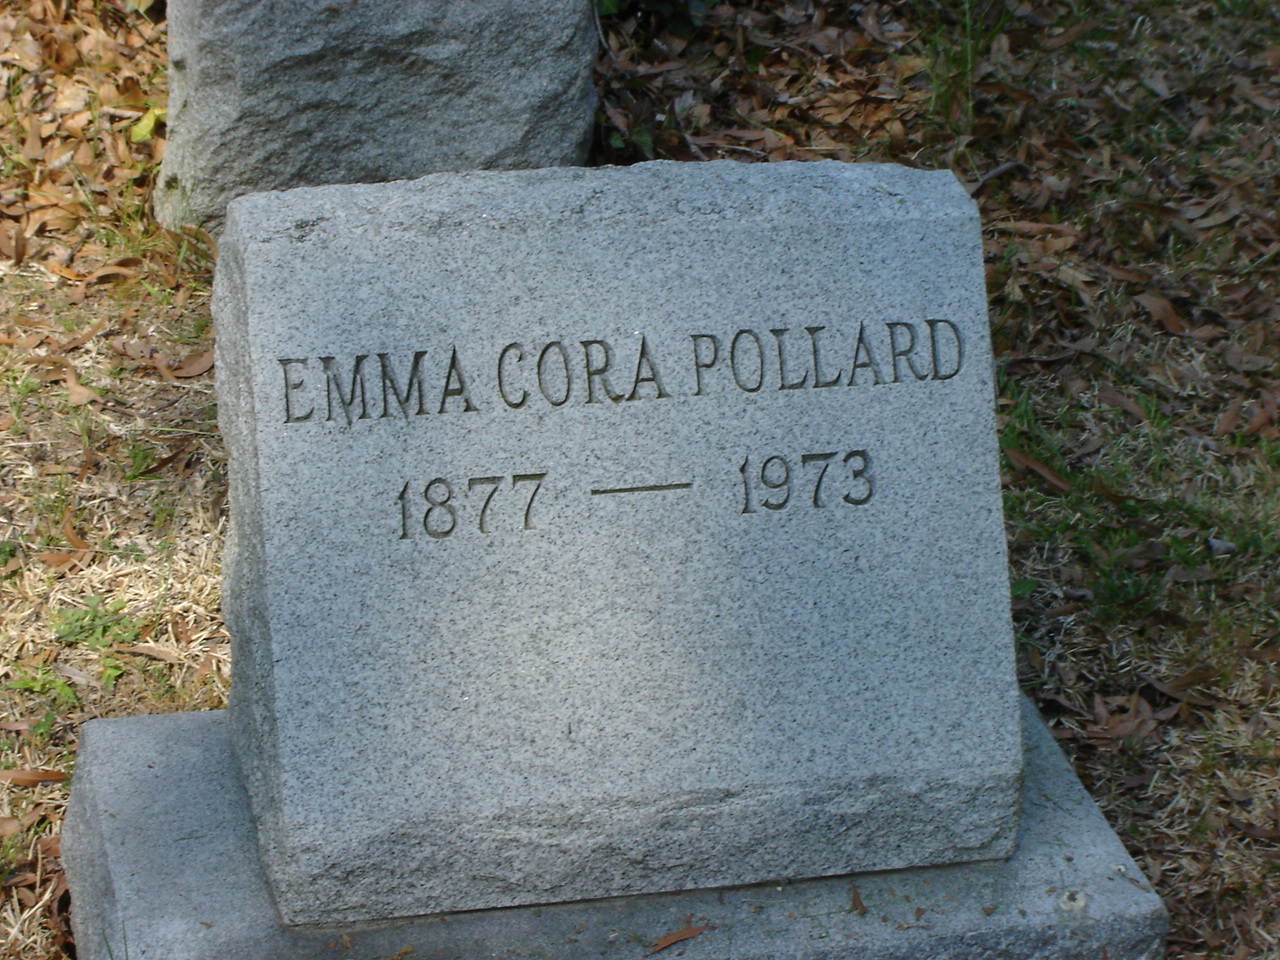 EMMA CORA POLLARD
1877 — 1973